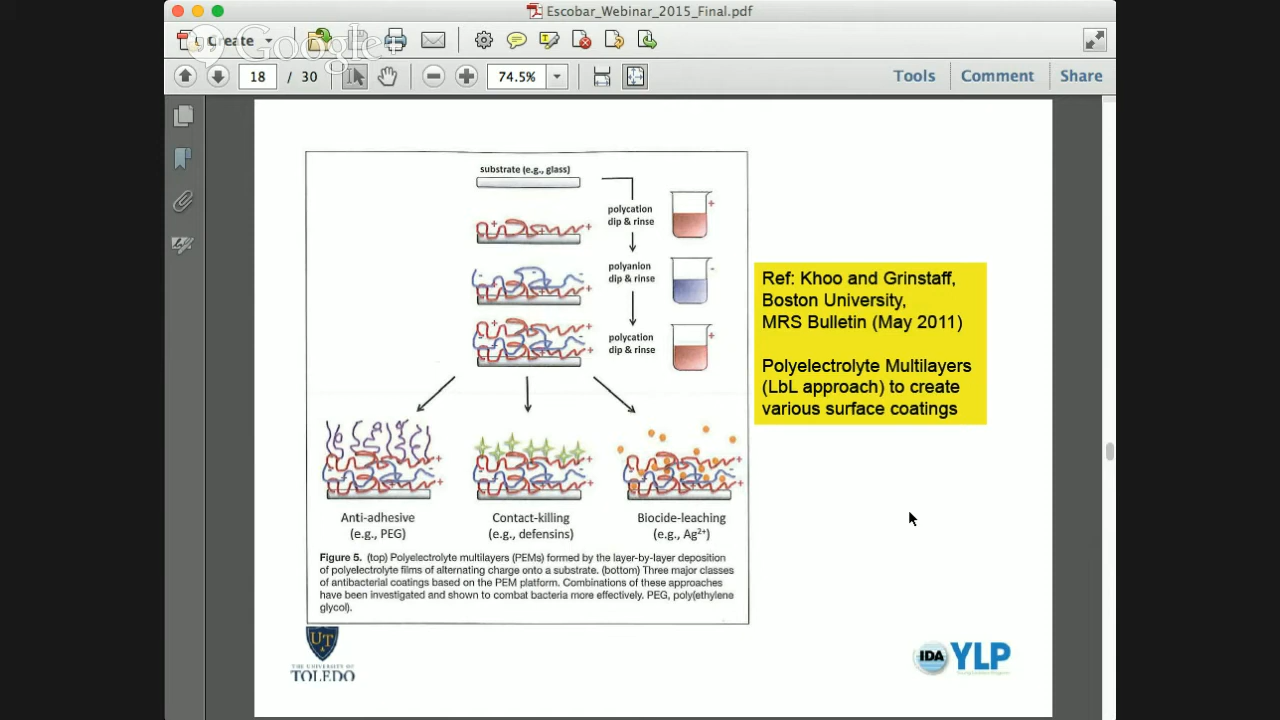 Escobar_Webinar_2015_Final.pdf
Create
Google+
18 / 30
74.5%
Tools
Comment
Share
substrate (e.g., glass)
polycation
dip & rinse
+
polyanion
dip & rinse
-
polycation
dip & rinse
+
Ref: Khoo and Grinstaff,
Boston University,
MRS Bulletin (May 2011)
Polyelectrolyte Multilayers
(LbL approach) to create
various surface coatings
Anti-adhesive
(e.g., PEG)
Contact-killing
(e.g., defensins)
Biocide-leaching
(e.g., Ag²⁺)
Figure 5. (top) Polyelectrolyte multilayers (PEMs) formed by the layer-by-layer deposition
of polyelectrolyte films of alternating charge onto a substrate. (bottom) Three major classes
of antibacterial coatings based on the PEM platform. Combinations of these approaches
have been investigated and shown to combat bacteria more effectively. PEG, poly(ethylene
glycol).
UT
THE UNIVERSITY OF
TOLEDO
IDA YLP